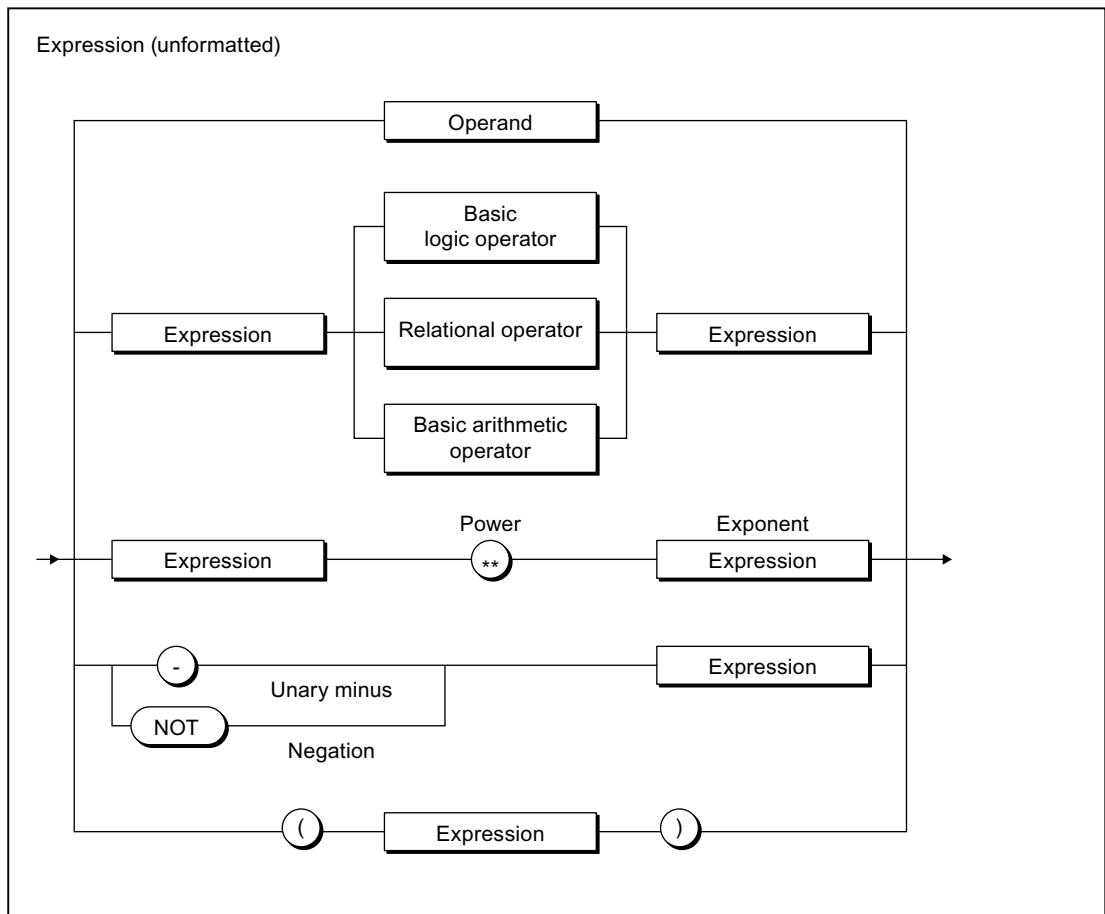 Expression (unformatted)
Operand
Basic
logic operator
Expression
Relational operator
Expression
Basic arithmetic
operator
Power
Exponent
Expression
**
Expression
-
Unary minus
Expression
NOT
Negation
(
Expression
)